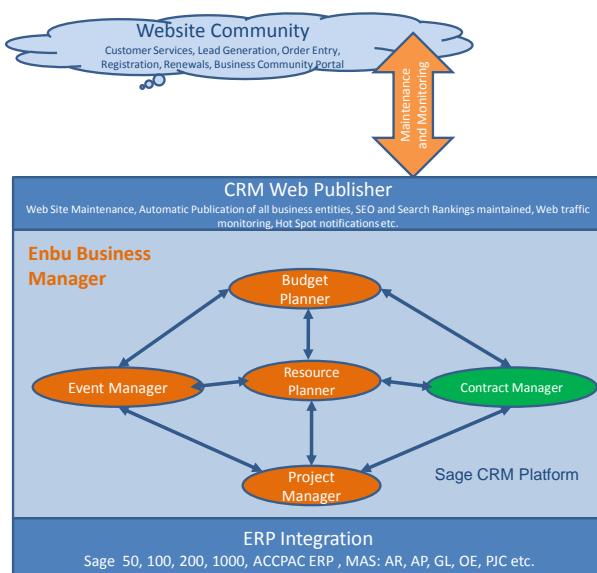 Website Community
Customer Services, Lead Generation, Order Entry,
Registration, Renewals, Business Community Portal
Maintenance
and Monitoring
CRM Web Publisher
Web Site Maintenance, Automatic Publication of all business entities, SEO and Search Rankings maintained, Web traffic
monitoring, Hot Spot notifications etc.
Enbu Business
Manager
Budget
Planner
Event Manager
Resource
Planner
Contract Manager
Project
Manager
Sage CRM Platform
ERP Integration
Sage 50, 100, 200, 1000, ACCPAC ERP , MAS: AR, AP, GL, OE, PJC etc.